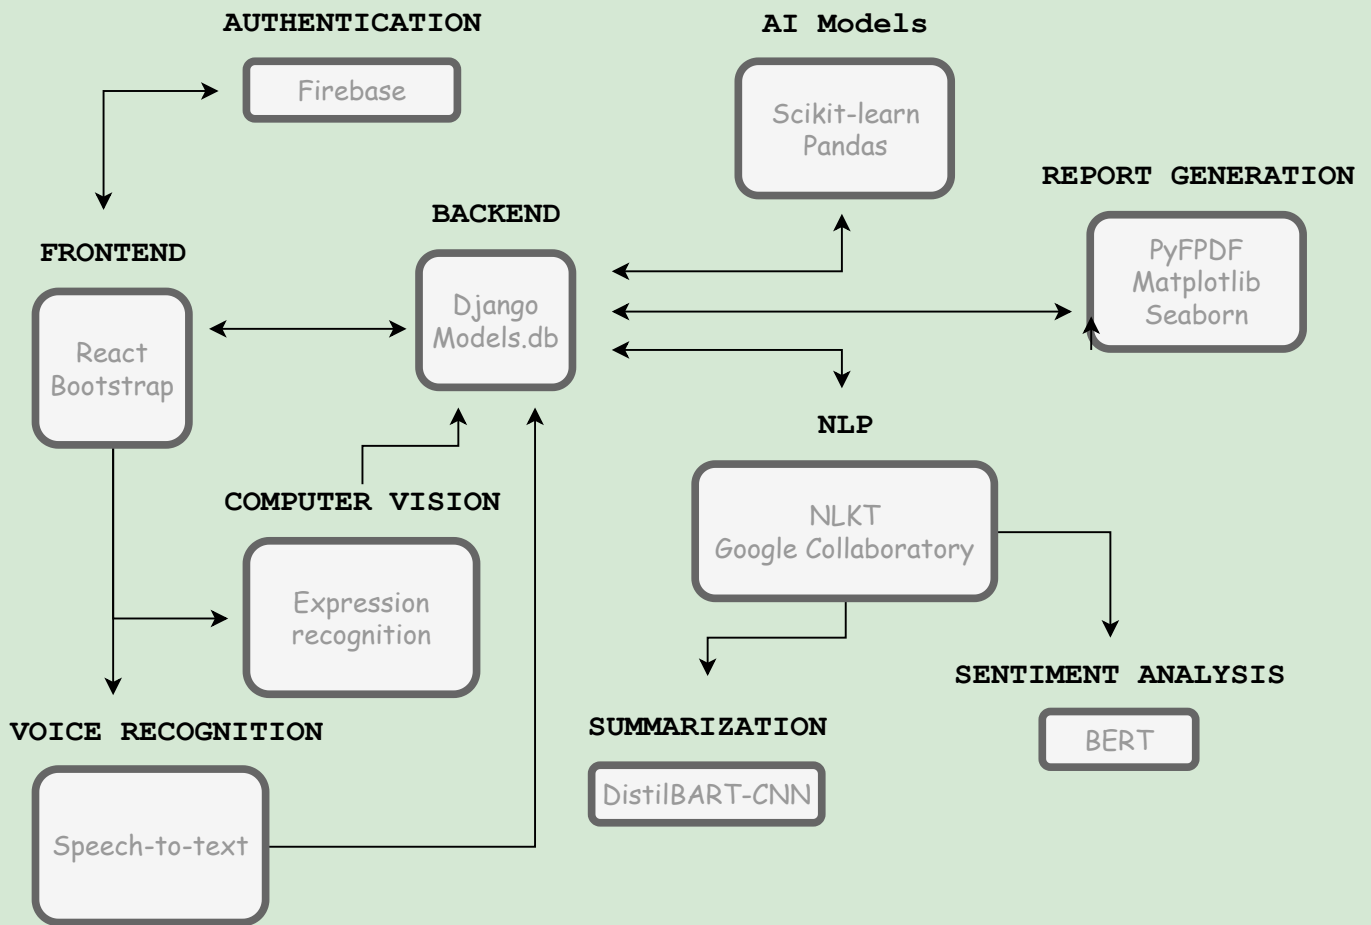 AUTHENTICATION
Firebase
AI Models
Scikit-learn
Pandas
REPORT GENERATION
PyFPDF
Matplotlib
Seaborn
BACKEND
Django
Models.db
FRONTEND
React
Bootstrap
NLP
NLKT
Google Collaboratory
COMPUTER VISION
Expression
recognition
SENTIMENT ANALYSIS
BERT
SUMMARIZATION
DistilBART-CNN
VOICE RECOGNITION
Speech-to-text